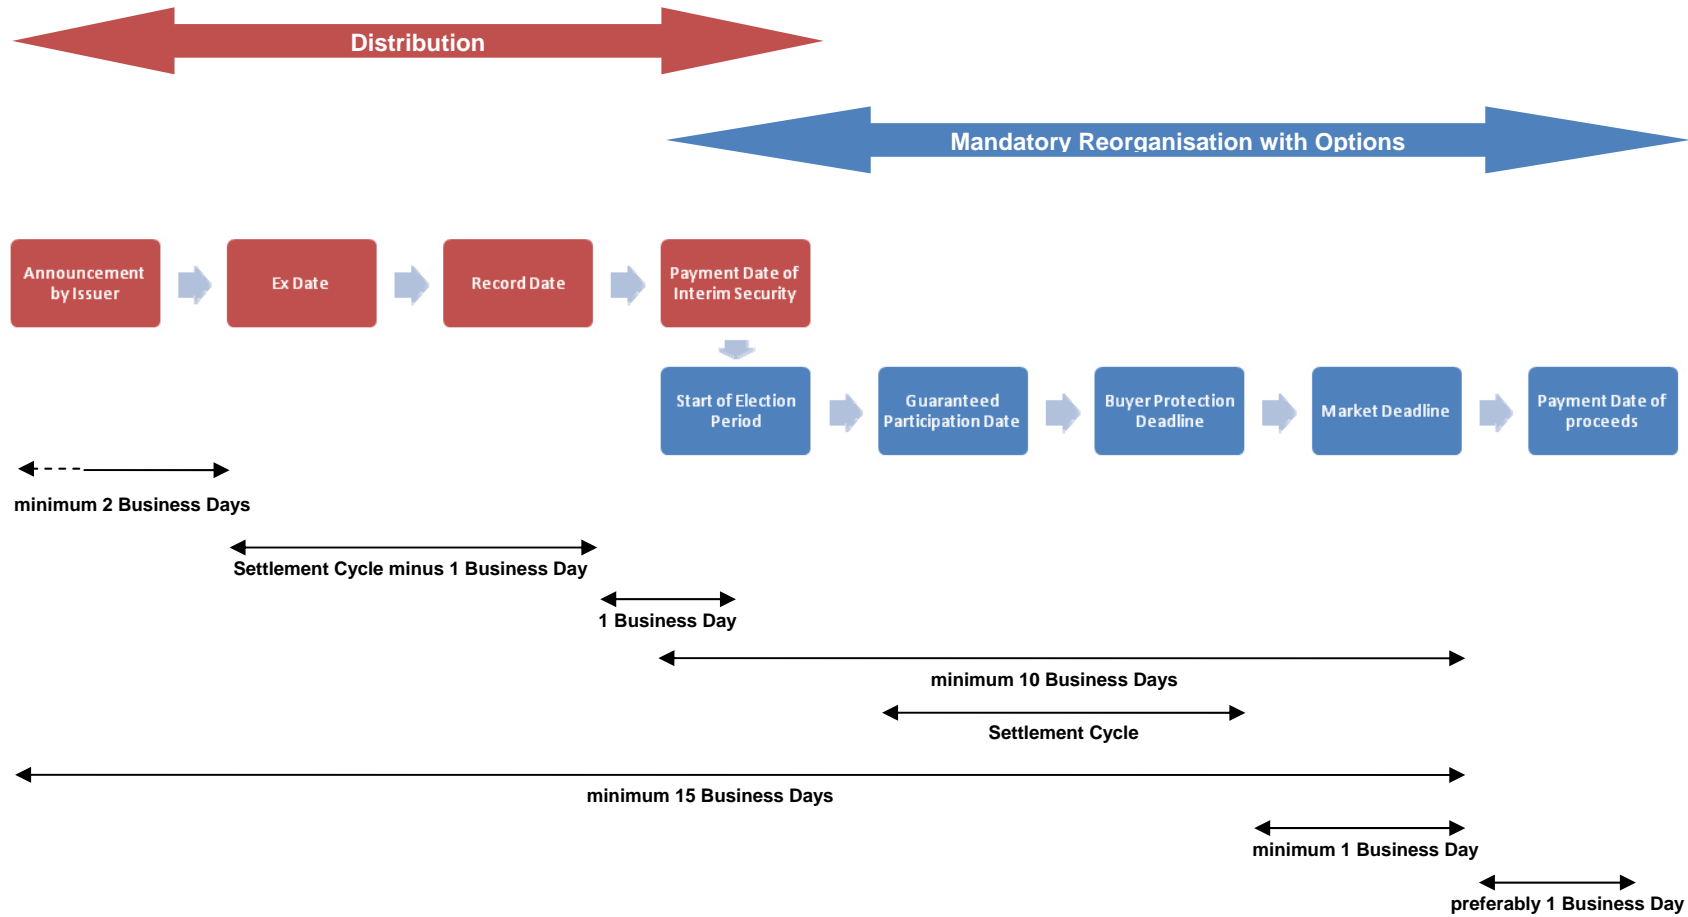 Distribution
Mandatory Reorganisation with Options
Announcement
by Issuer
Ex Date
Record Date
Payment Date of
Interim Security
Start of Election
Period
Guaranteed
Participation Date
Buyer Protection
Deadline
Market Deadline
Payment Date of
proceeds
minimum 2 Business Days
Settlement Cycle minus 1 Business Day
1 Business Day
minimum 10 Business Days
Settlement Cycle
minimum 15 Business Days
minimum 1 Business Day
preferably 1 Business Day